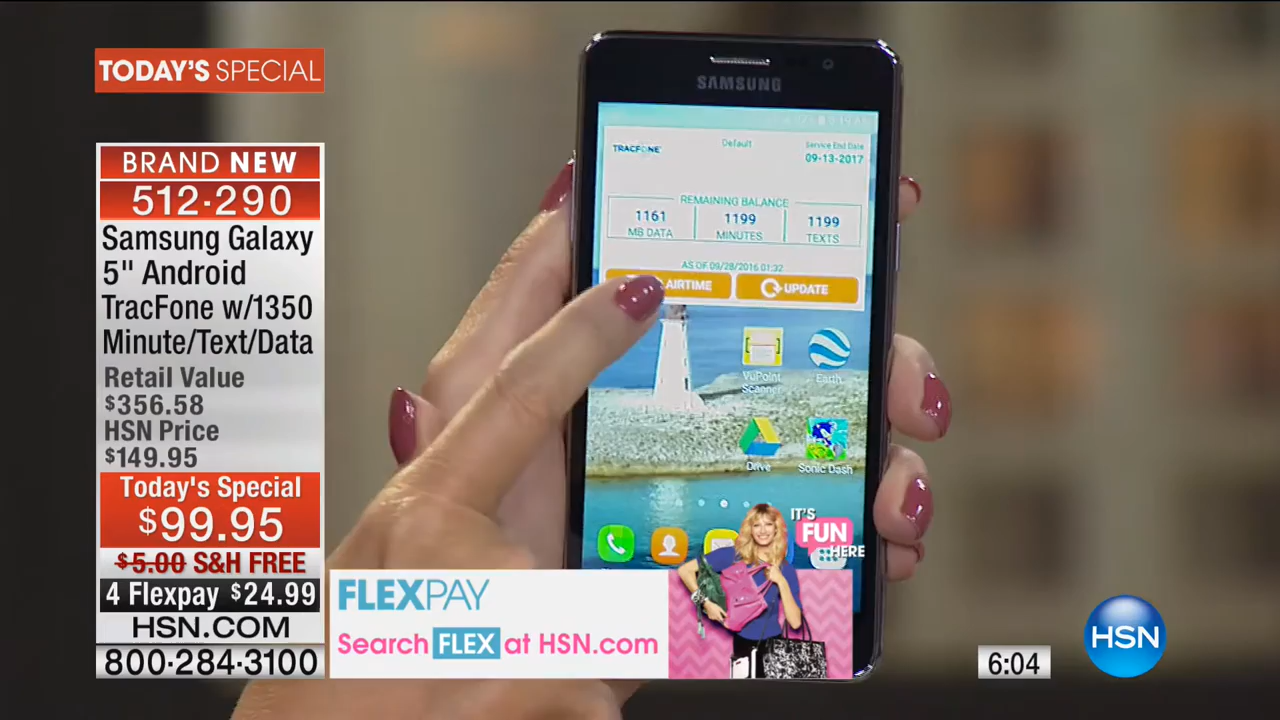 TODAY'S SPECIAL
BRAND NEW
512-290
Samsung Galaxy
5" Android
TracFone w/1350
Minute/Text/Data
Retail Value
$356.58
HSN Price
$149.95
Today's Special
$99.95
$5.00 S&H FREE
4 Flexpay $24.99
HSN.COM
800-284-3100
SAMSUNG
TRACFONE
Default
Service End Date
09-13-2017
REMAINING BALANCE
1161
MB DATA
1199
MINUTES
1199
TEXTS
AS OF 09/28/2016 01:32
AIRTIME
UPDATE
VuPoint
Scanner
Earth
Drive
Sonic Dash
IT'S
FUN
HERE
FLEXPAY
Search FLEX at HSN.com
6:04
HSN